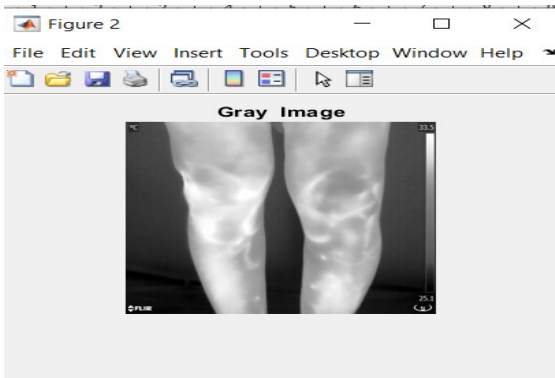 Figure 2
File Edit View Insert Tools Desktop Window Help
Gray Image
°C
33.5
25.1
FLIR